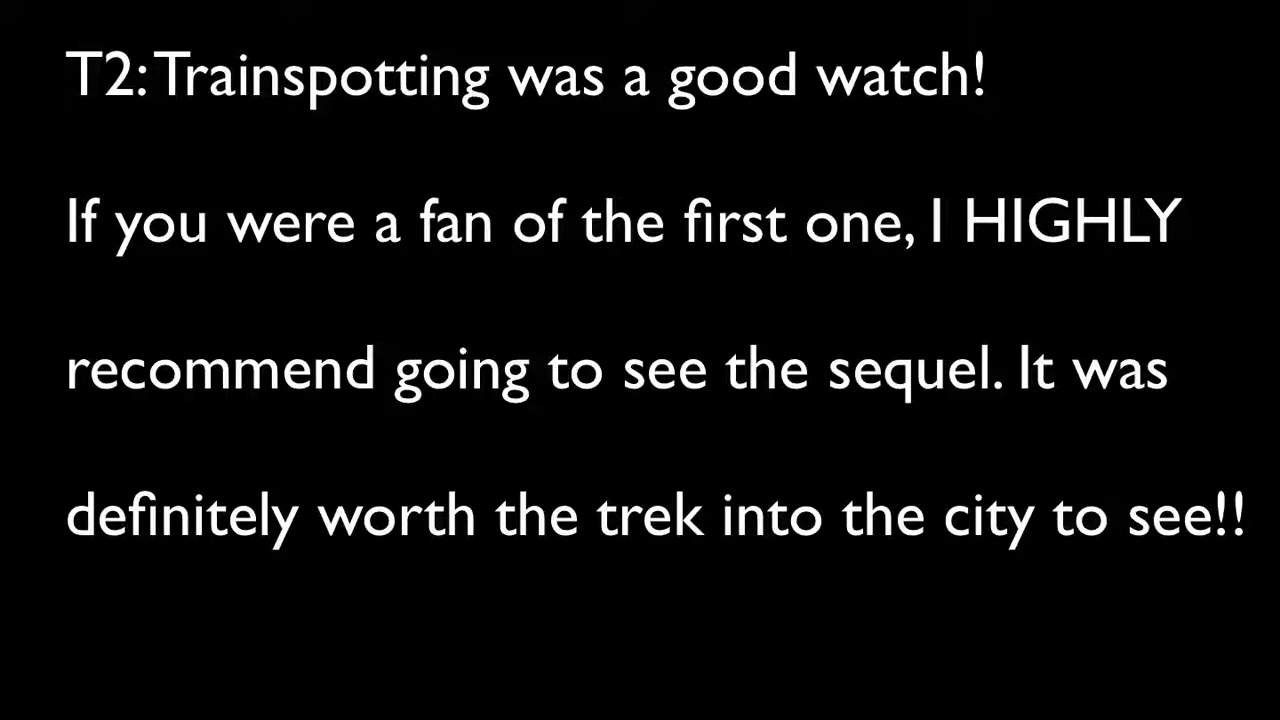 T2: Trainspotting was a good watch!
If you were a fan of the first one, I HIGHLY
recommend going to see the sequel. It was
definitely worth the trek into the city to see!!